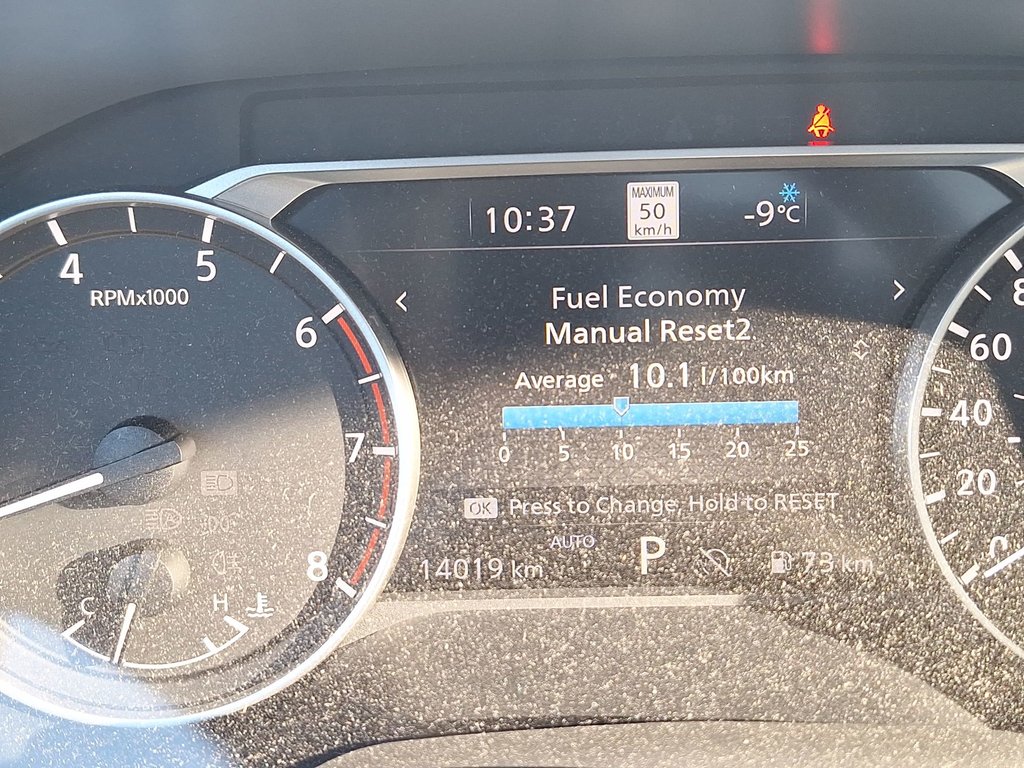 10:37
MAXIMUM
50
km/h
-9°C
4
5
6
7
8
RPMx1000
Fuel Economy
Manual Reset2
Average 10.1 l/100km
0 5 10 15 20 25
OK Press to Change, Hold to RESET
AUTO
14019 km P 73 km
C H
8
60
40
20
0